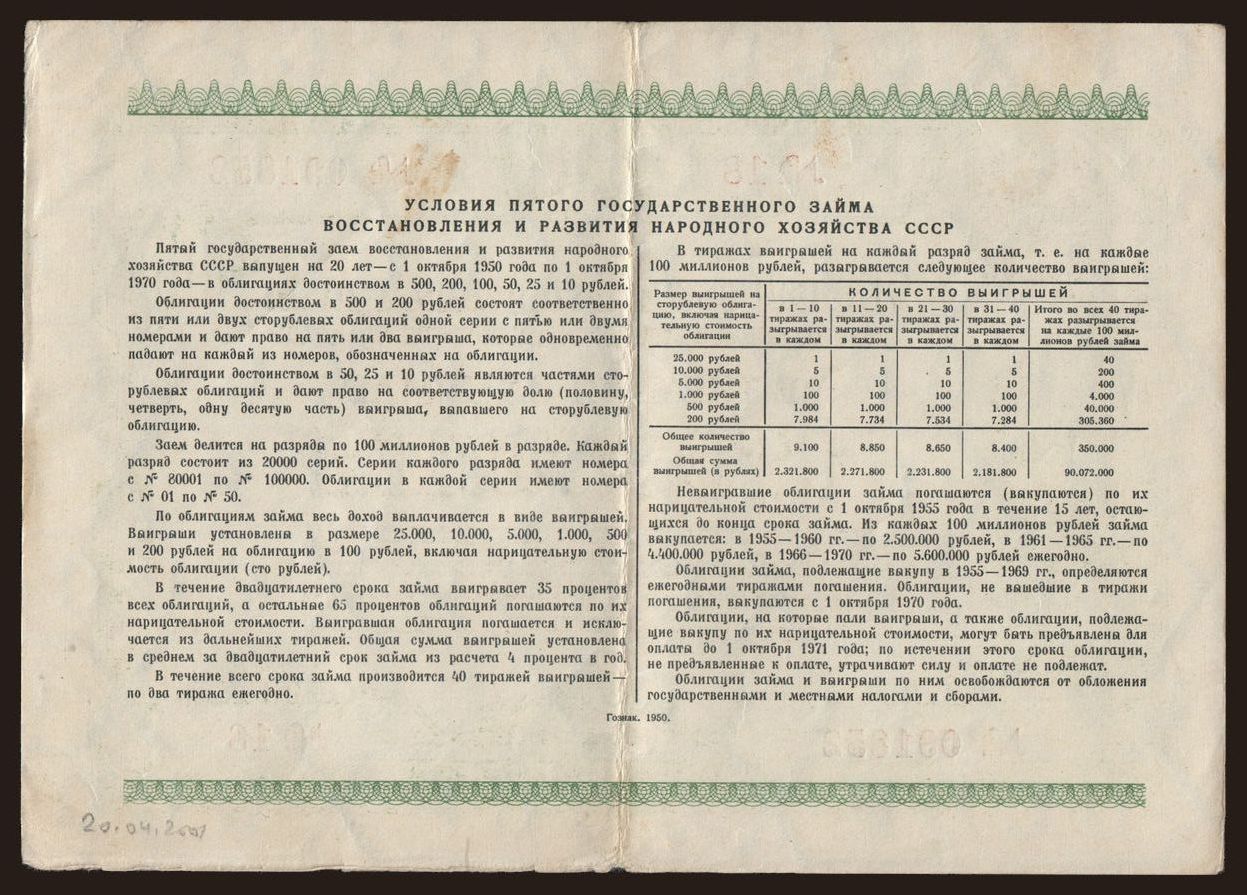 УСЛОВИЯ ПЯТОГО ГОСУДАРСТВЕННОГО ЗАЙМА
ВОССТАНОВЛЕНИЯ И РАЗВИТИЯ НАРОДНОГО ХОЗЯЙСТВА СССР
Пятый государственный заем восстановления и развития народного
хозяйства СССР выпущен на 20 лет—с 1 октября 1950 года по 1 октября
1970 года—в облигациях достоинством в 500, 200, 100, 50, 25 и 10 рублей.
Облигации достоинством в 500 и 200 рублей состоят соответственно
из пяти или двух сторублевых облигаций одной серии с пятью или двумя
номерами и дают право на пять или два выигрыша, которые одновременно
падают на каждый из номеров, обозначенных на облигации.
Облигации достоинством в 50, 25 и 10 рублей являются частями сто-
рублевых облигаций и дают право на соответствующую долю (половину,
четверть, одну десятую часть) выигрыша, выпавшего на сторублевую
облигацию.
Заем делится на разряды по 100 миллионов рублей в разряде. Каждый
разряд состоит из 20000 серий. Серии каждого разряда имеют номера
с № 80001 по № 100000. Облигации в каждой серии имеют номера
с № 01 по № 50.
По облигациям займа весь доход выплачивается в виде выигрышей.
Выигрыши установлены в размере 25.000, 10.000, 5.000, 1.000, 500
и 200 рублей на облигацию в 100 рублей, включая нарицательную стои-
мость облигации (сто рублей).
В течение двадцатилетнего срока займа выигрывает 35 процентов
всех облигаций, а остальные 65 процентов облигаций погашаются по их
нарицательной стоимости. Выигравшая облигация погашается и исклю-
чается из дальнейших тиражей. Общая сумма выигрышей установлена
в среднем за двадцатилетний срок займа из расчета 4 процента в год.
В течение всего срока займа производится 40 тиражей выигрышей—
по два тиража ежегодно.
В тиражах выигрышей на каждый разряд займа, т. е. на каждые
100 миллионов рублей, разыгрывается следующее количество выигрышей:
Размер выигрышей на сторублевую облига-цию, включая нарица-тельную стоимость облигации
КОЛИЧЕСТВО ВЫИГРЫШЕЙ
в 1—10 тиражах ра-зыгрывается в каждом
в 11—20 тиражах ра-зыгрывается в каждом
в 21—30 тиражах ра-зыгрывается в каждом
в 31—40 тиражах ра-зыгрывается в каждом
Итого во всех 40 тира-жах разыгрывается на каждые 100 мил-лионов рублей займа
25.000 рублей 1 1 1 1 40
10.000 рублей 5 5 5 5 200
5.000 рублей 10 10 10 10 400
1.000 рублей 100 100 100 100 4.000
500 рублей 1.000 1.000 1.000 1.000 40.000
200 рублей 7.984 7.734 7.534 7.284 305.360
Общее количество
выигрышей 9.100 8.850 8.650 8.400 350.000
Общая сумма
выигрышей (в рублях) 2.321.800 2.271.800 2.231.800 2.181.800 90.072.000
Невыигравшие облигации займа погашаются (выкупаются) по их
нарицательной стоимости с 1 октября 1955 года в течение 15 лет, остаю-
щихся до конца срока займа. Из каждых 100 миллионов рублей займа
выкупается: в 1955—1960 гг.—по 2.500.000 рублей, в 1961—1965 гг.—по
4.400.000 рублей, в 1966—1970 гг.—по 5.600.000 рублей ежегодно.
Облигации займа, подлежащие выкупу в 1955—1969 гг., определяются
ежегодными тиражами погашения. Облигации, не вышедшие в тиражи
погашения, выкупаются с 1 октября 1970 года.
Облигации, на которые пали выигрыши, а также облигации, подлежа-
щие выкупу по их нарицательной стоимости, могут быть предъявлены для
оплаты до 1 октября 1971 года; по истечении этого срока облигации,
не предъявленные к оплате, утрачивают силу и оплате не подлежат.
Облигации займа и выигрыши по ним освобождаются от обложения
государственными и местными налогами и сборами.
Гознак. 1950.
20.04.2001